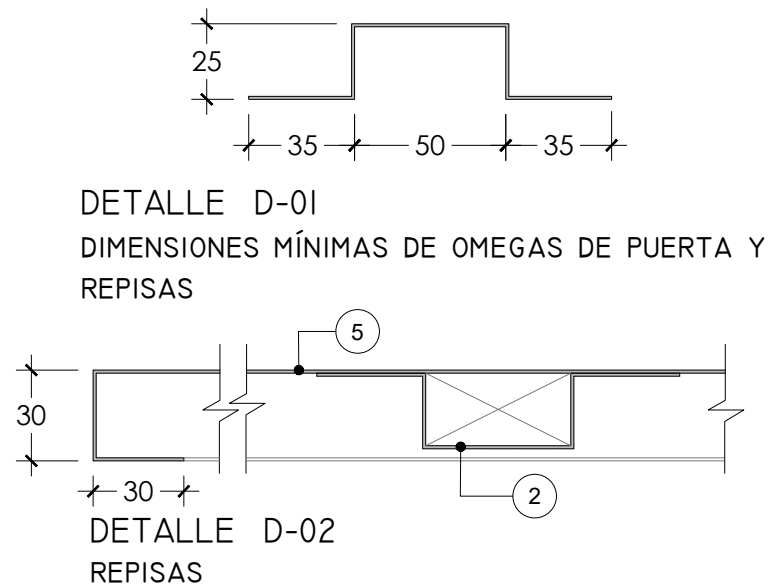 25
35 50 35
DETALLE D-01
DIMENSIONES MÍNIMAS DE OMEGAS DE PUERTA Y
REPISAS
5
30
30
2
DETALLE D-02
REPISAS